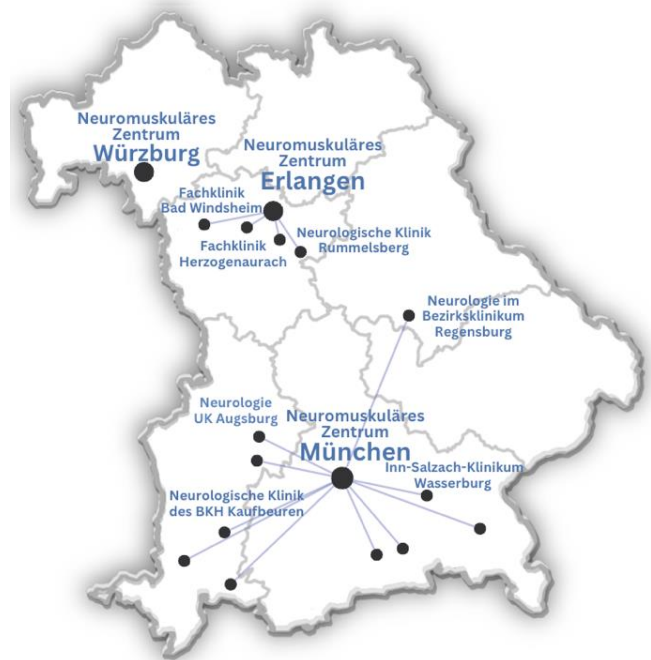 Neuromuskuläres
Zentrum
Würzburg
Neuromuskuläres
Zentrum
Erlangen
Fachklinik
Bad Windsheim
Fachklinik
Herzogenaurach
Neurologische Klinik
Rummelsberg
Neurologie im
Bezirksklinikum
Regensburg
Neurologie
UK Augsburg
Neuromuskuläres
Zentrum
München
Inn-Salzach-Klinikum
Wasserburg
Neurologische Klinik
des BKH Kaufbeuren